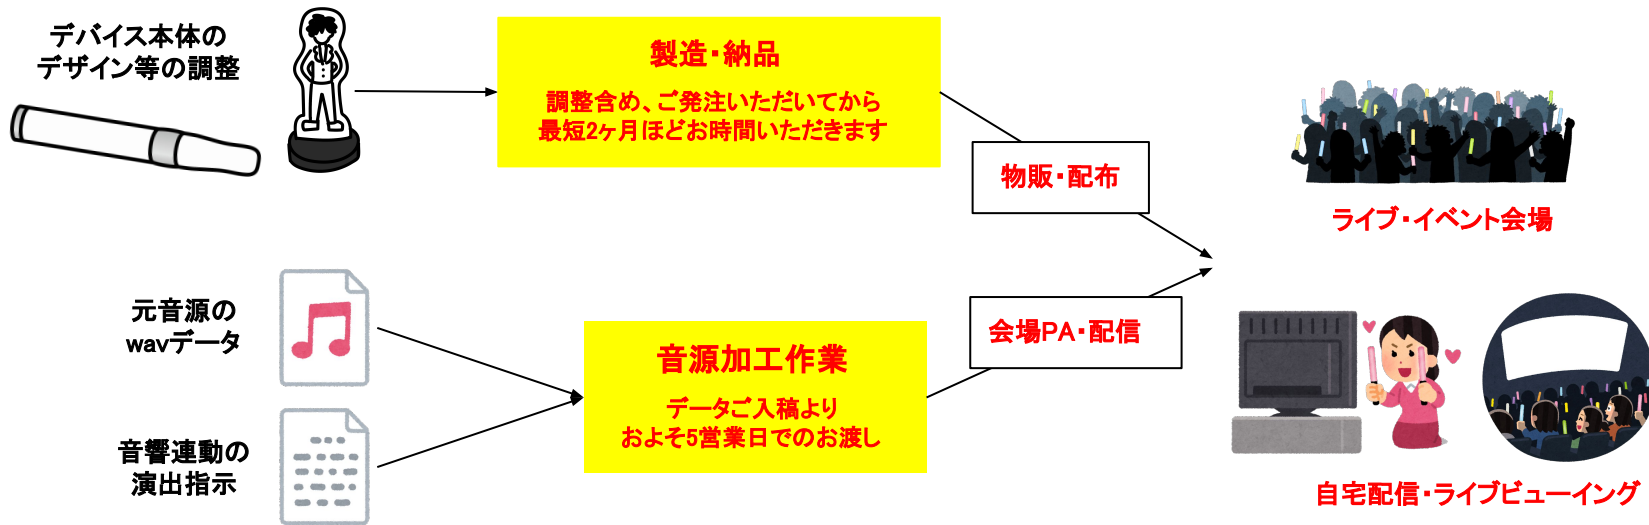 デバイス本体の
デザイン等の調整
製造・納品
調整含め、ご発注いただいてから
最短2ヶ月ほどお時間いただきます
物販・配布
ライブ・イベント会場
元音源の
wavデータ
音響連動の
演出指示
音源加工作業
データご入稿より
およそ5営業日でのお渡し
会場PA・配信
自宅配信・ライブビューイング